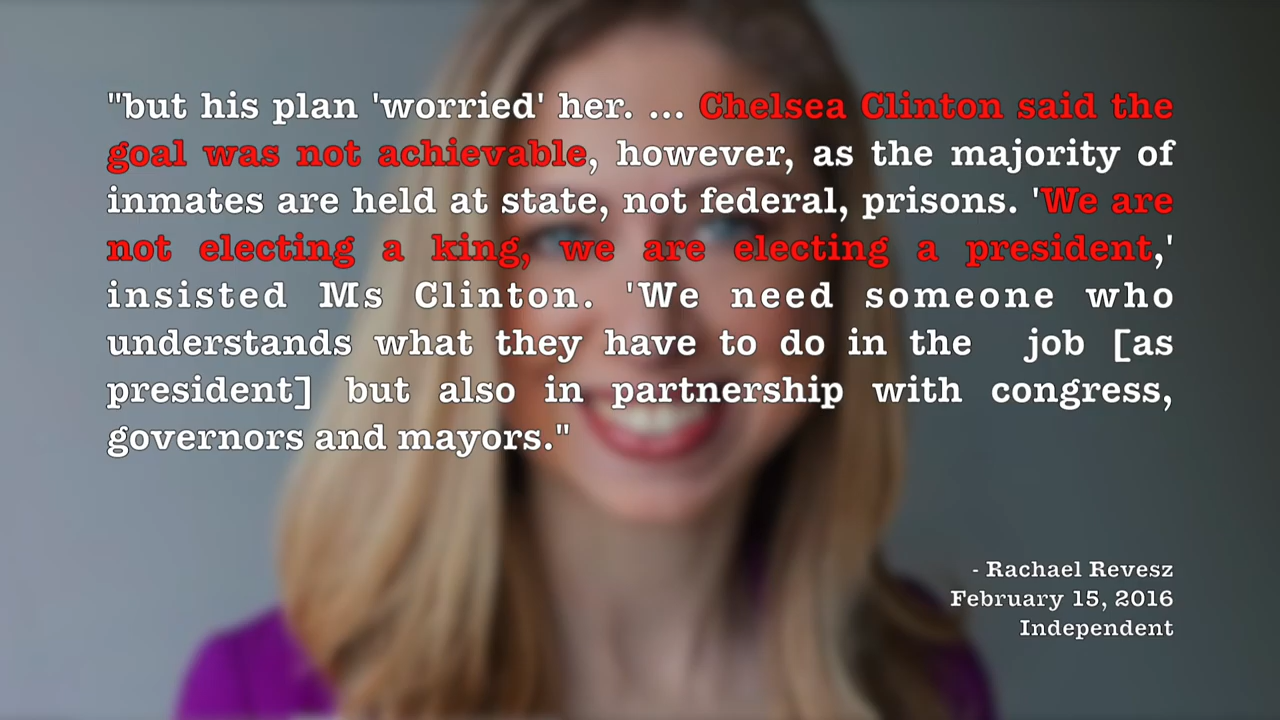 "but his plan 'worried' her. ... Chelsea Clinton said the
goal was not achievable, however, as the majority of
inmates are held at state, not federal, prisons. 'We are
not electing a king, we are electing a president,'
insisted Ms Clinton. 'We need someone who
understands what they have to do in the job [as
president] but also in partnership with congress,
governors and mayors."
- Rachael Revesz
February 15, 2016
Independent